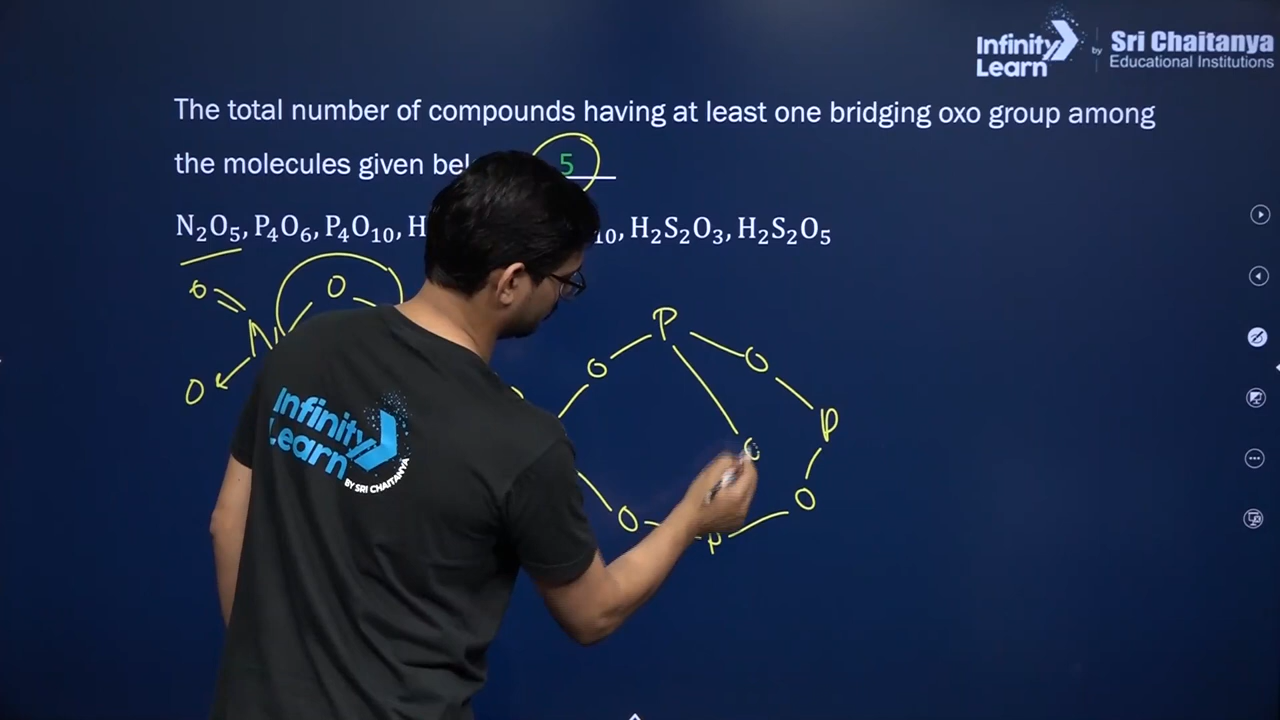 Infinity Learn by Sri Chaitanya Educational Institutions
The total number of compounds having at least one bridging oxo group among
the molecules given 5
N₂O₅, P₄O₆, P₄O₁₀, H ₁₀, H₂S₂O₃, H₂S₂O₅
O O P
O O
N P
O O
O P
Infinity
Learn
BY SRI CHAITANYA